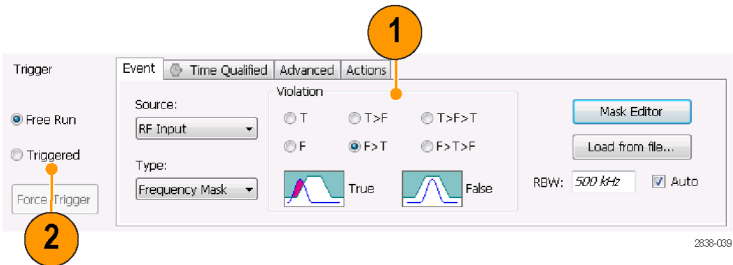 1
Trigger
Event Time Qualified Advanced Actions
Free Run
Triggered
Force Trigger
2
Source:
RF Input
Type:
Frequency Mask
Violation
T T>F T>F>T
F F>T F>T>F
True False
Mask Editor
Load from file...
RBW: 500 kHz Auto
2838-039